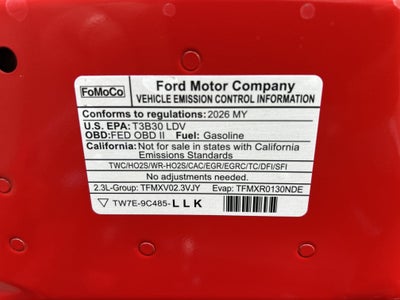 FoMoCo
Ford Motor Company
VEHICLE EMISSION CONTROL INFORMATION
Conforms to regulations: 2026 MY
U.S. EPA: T3B30 LDV
OBD:FED OBD II Fuel: Gasoline
California: Not for sale in states with California
Emissions Standards
TWC/HO2S/WR-HO2S/CAC/EGR/EGRC/TC/DFI/SFI
No adjustments needed.
2.3L-Group: TFMXV02.3VJY Evap: TFMXR0130NDE
TW7E-9C485-LLK